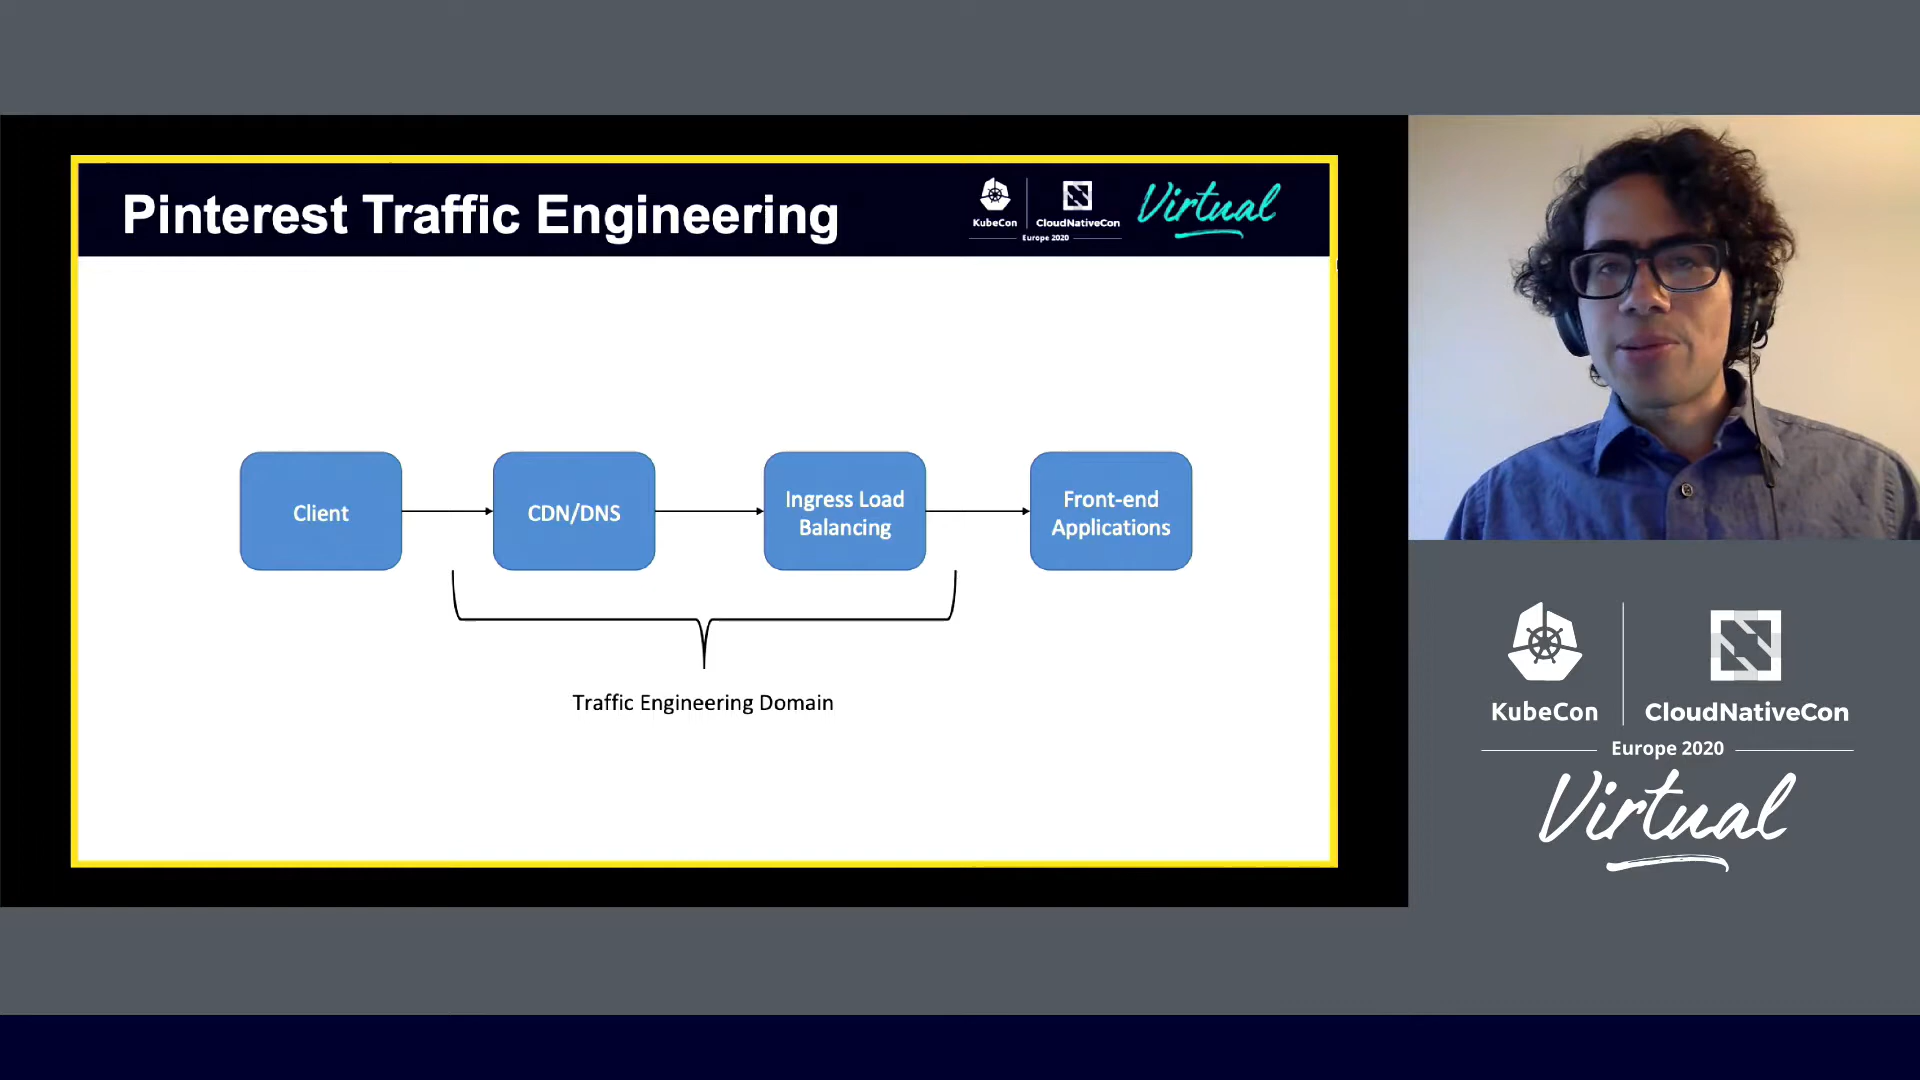 Pinterest Traffic Engineering
KubeCon
CloudNativeCon
Europe 2020
Virtual
Client
CDN/DNS
Ingress Load
Balancing
Front-end
Applications
Traffic Engineering Domain
KubeCon
CloudNativeCon
Europe 2020
Virtual